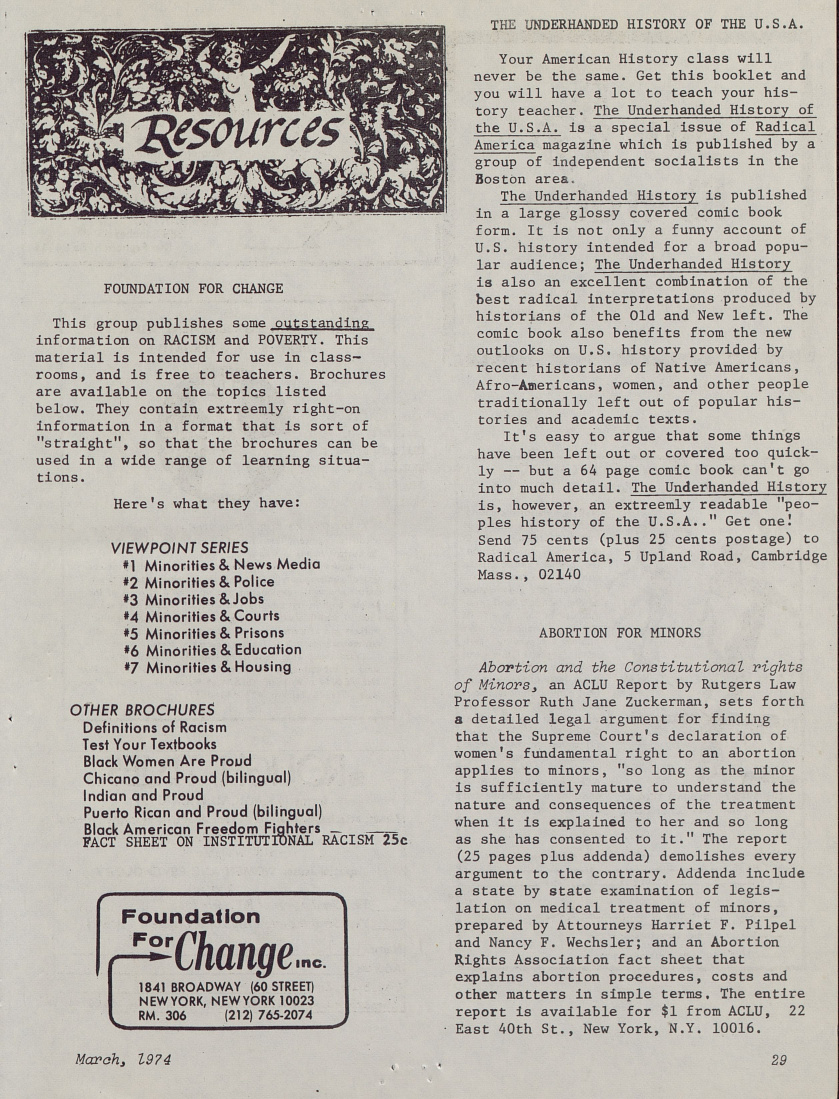 Resources
FOUNDATION FOR CHANGE
This group publishes some outstanding
information on RACISM and POVERTY. This
material is intended for use in class-
rooms, and is free to teachers. Brochures
are available on the topics listed
below. They contain extreemly right-on
information in a format that is sort of
"straight", so that the brochures can be
used in a wide range of learning situa-
tions.
Here's what they have:
VIEWPOINT SERIES
#1 Minorities & News Media
#2 Minorities & Police
#3 Minorities & Jobs
#4 Minorities & Courts
#5 Minorities & Prisons
#6 Minorities & Education
#7 Minorities & Housing
OTHER BROCHURES
Definitions of Racism
Test Your Textbooks
Black Women Are Proud
Chicano and Proud (bilingual)
Indian and Proud
Puerto Rican and Proud (bilingual)
Black American Freedom Fighters
FACT SHEET ON INSTITUTIONAL RACISM 25c
Foundation
For Change INC.
1841 BROADWAY (60 STREET)
NEW YORK, NEW YORK 10023
RM. 306 (212) 765-2074
THE UNDERHANDED HISTORY OF THE U.S.A.
Your American History class will
never be the same. Get this booklet and
you will have a lot to teach your his-
tory teacher. The Underhanded History of
the U.S.A. is a special issue of Radical
America magazine which is published by a
group of independent socialists in the
Boston area.
The Underhanded History is published
in a large glossy covered comic book
form. It is not only a funny account of
U.S. history intended for a broad popu-
lar audience; The Underhanded History
is also an excellent combination of the
best radical interpretations produced by
historians of the Old and New left. The
comic book also benefits from the new
outlooks on U.S. history provided by
recent historians of Native Americans,
Afro-Americans, women, and other people
traditionally left out of popular his-
tories and academic texts.
It's easy to argue that some things
have been left out or covered too quick-
ly -- but a 64 page comic book can't go
into much detail. The Underhanded History
is, however, an extreemly readable "peo-
ples history of the U.S.A.." Get one!
Send 75 cents (plus 25 cents postage) to
Radical America, 5 Upland Road, Cambridge
Mass., 02140
ABORTION FOR MINORS
Abortion and the Constitutional rights
of Minors, an ACLU Report by Rutgers Law
Professor Ruth Jane Zuckerman, sets forth
a detailed legal argument for finding
that the Supreme Court's declaration of
women's fundamental right to an abortion
applies to minors, "so long as the minor
is sufficiently mature to understand the
nature and consequences of the treatment
when it is explained to her and so long
as she has consented to it." The report
(25 pages plus addenda) demolishes every
argument to the contrary. Addenda include
a state by state examination of legis-
lation on medical treatment of minors,
prepared by Attourneys Harriet F. Pilpel
and Nancy F. Wechsler; and an Abortion
Rights Association fact sheet that
explains abortion procedures, costs and
other matters in simple terms. The entire
report is available for $1 from ACLU, 22
East 40th St., New York, N.Y. 10016.
March, 1974
29